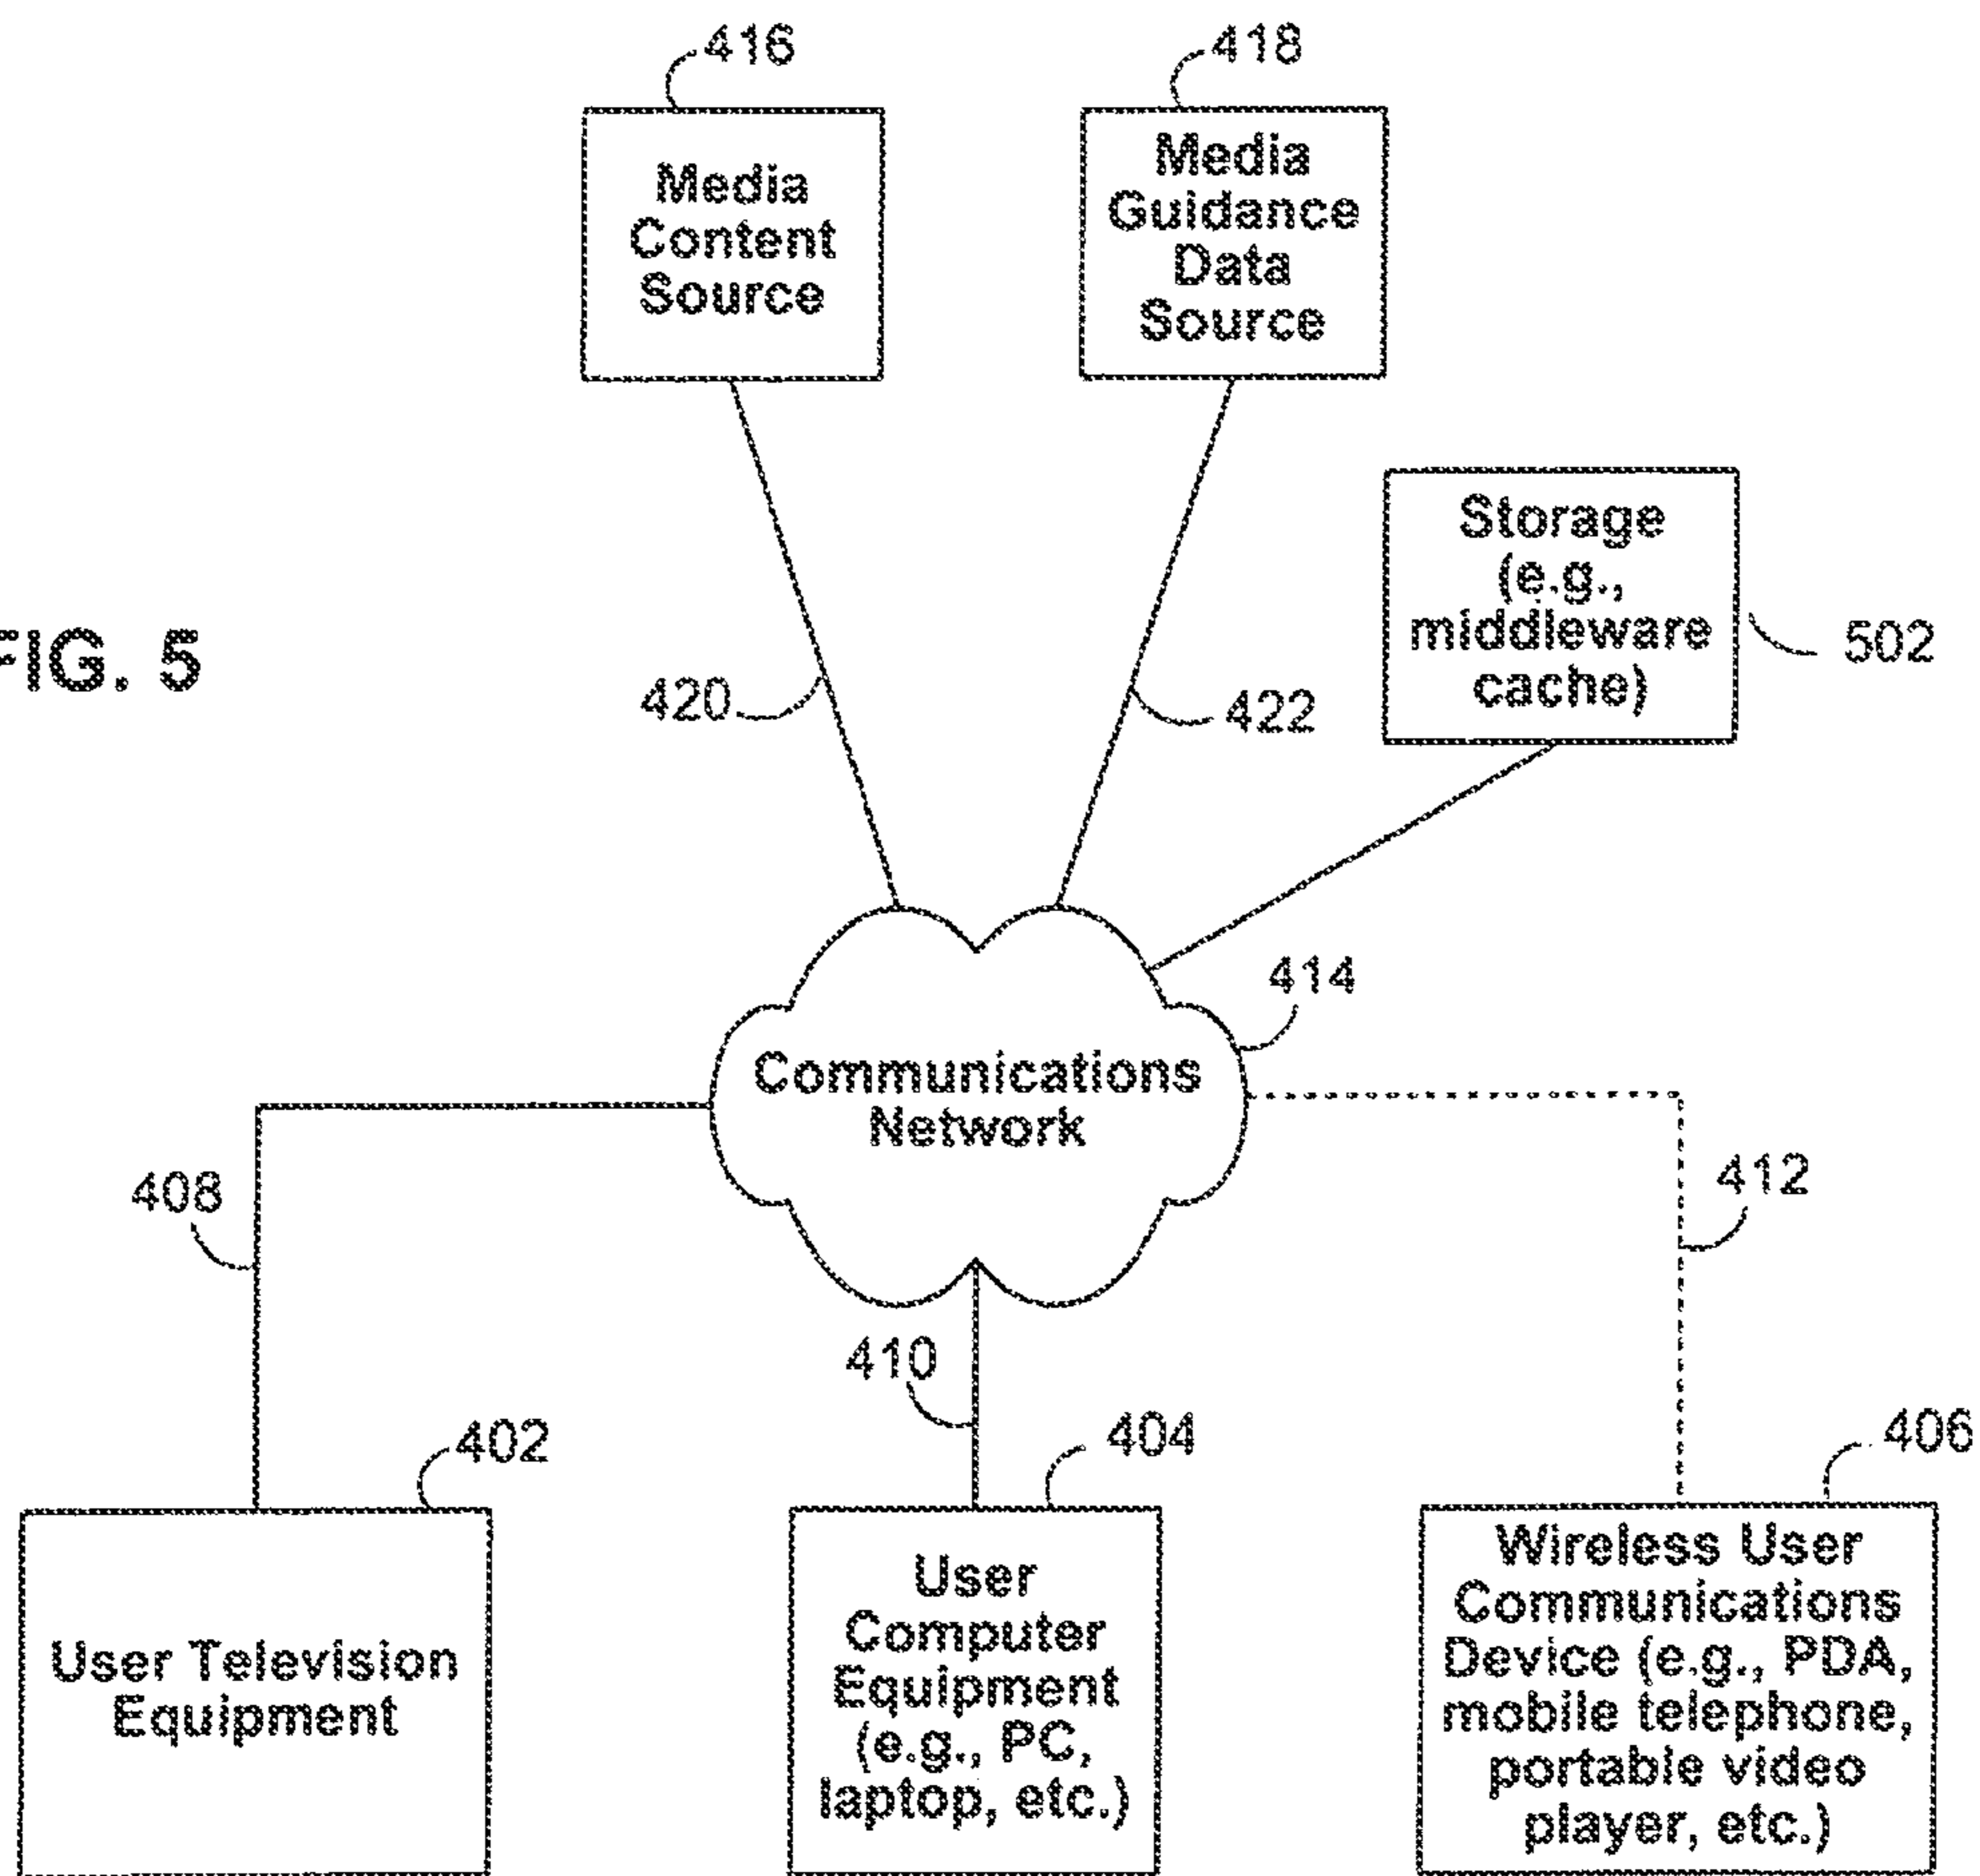 416
418
Media
Content
Source
Media
Guidance
Data
Source
Storage
(e.g.,
middleware
cache)
502
FIG. 5
420
422
414
Communications
Network
408
412
410
402
404
406
User Television
Equipment
User
Computer
Equipment
(e.g., PC,
laptop, etc.)
Wireless User
Communications
Device (e.g., PDA,
mobile telephone,
portable video
player, etc.)